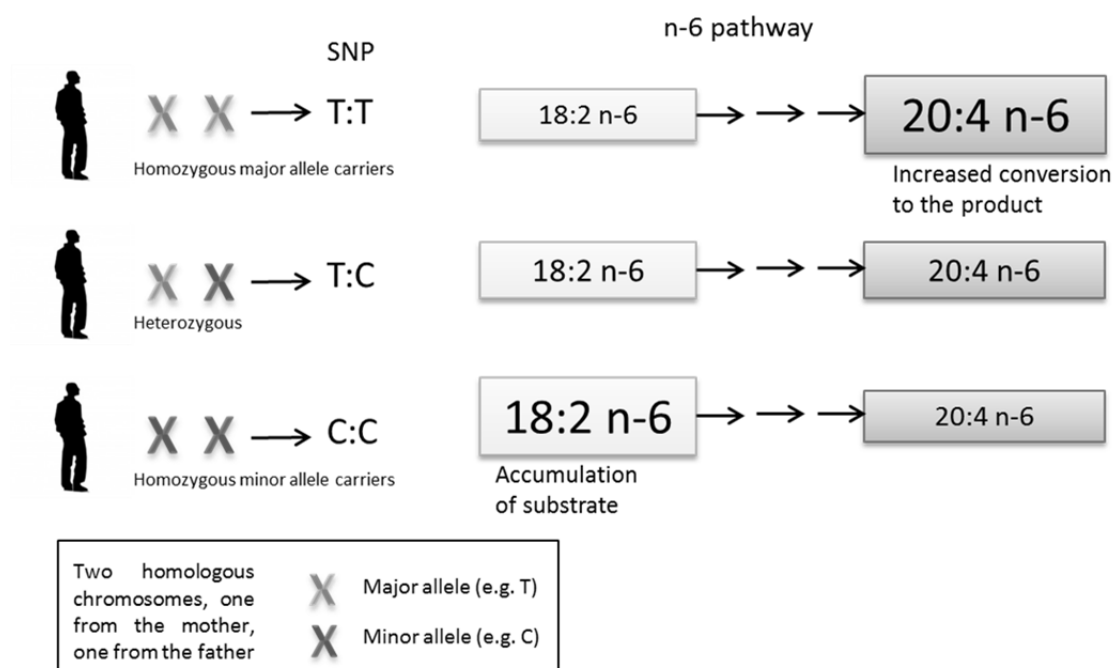 n-6 pathway
SNP
T:T
18:2 n-6
20:4 n-6
Homozygous major allele carriers
Increased conversion
to the product
T:C
18:2 n-6
20:4 n-6
Heterozygous
C:C
18:2 n-6
20:4 n-6
Homozygous minor allele carriers
Accumulation
of substrate
Two homologous
chromosomes, one
from the mother,
one from the father
Major allele (e.g. T)
Minor allele (e.g. C)